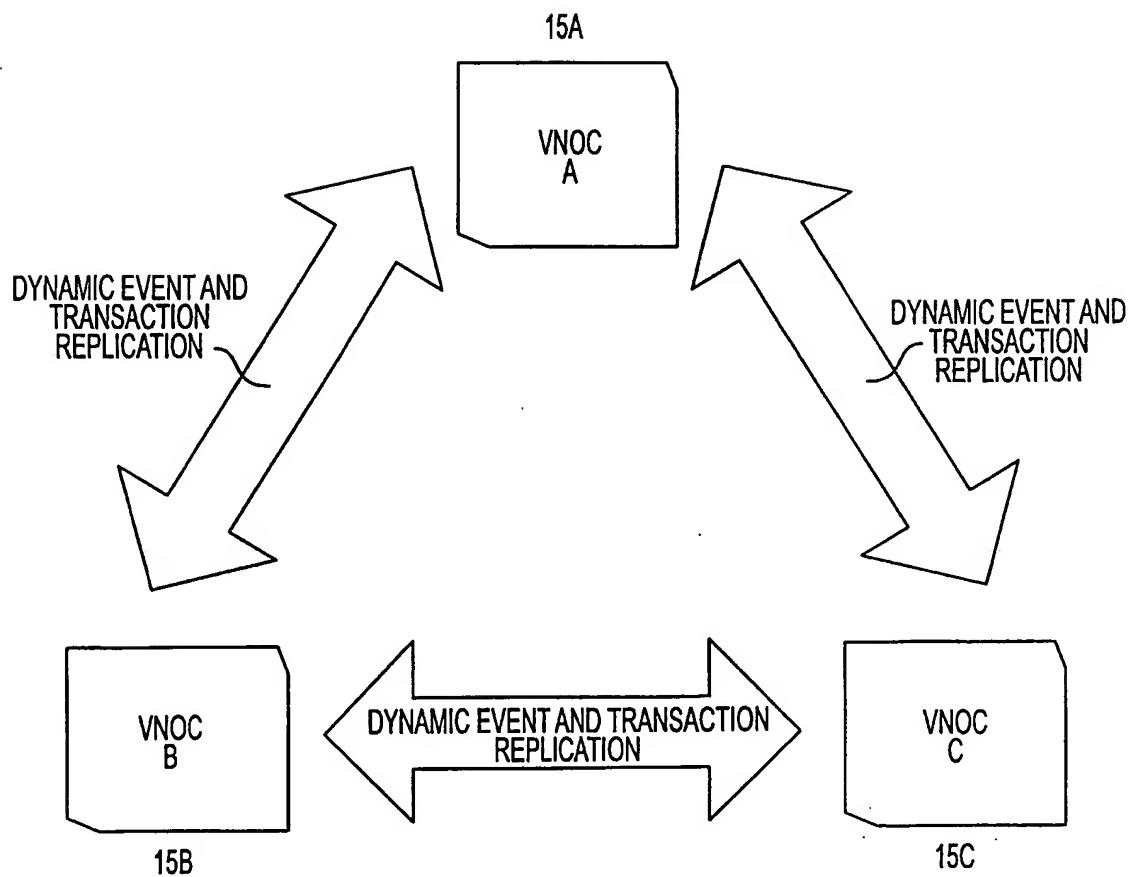 15A
VNOC
A
DYNAMIC EVENT AND
TRANSACTION
REPLICATION
DYNAMIC EVENT AND
TRANSACTION
REPLICATION
VNOC
B
DYNAMIC EVENT AND TRANSACTION
REPLICATION
VNOC
C
15B
15C